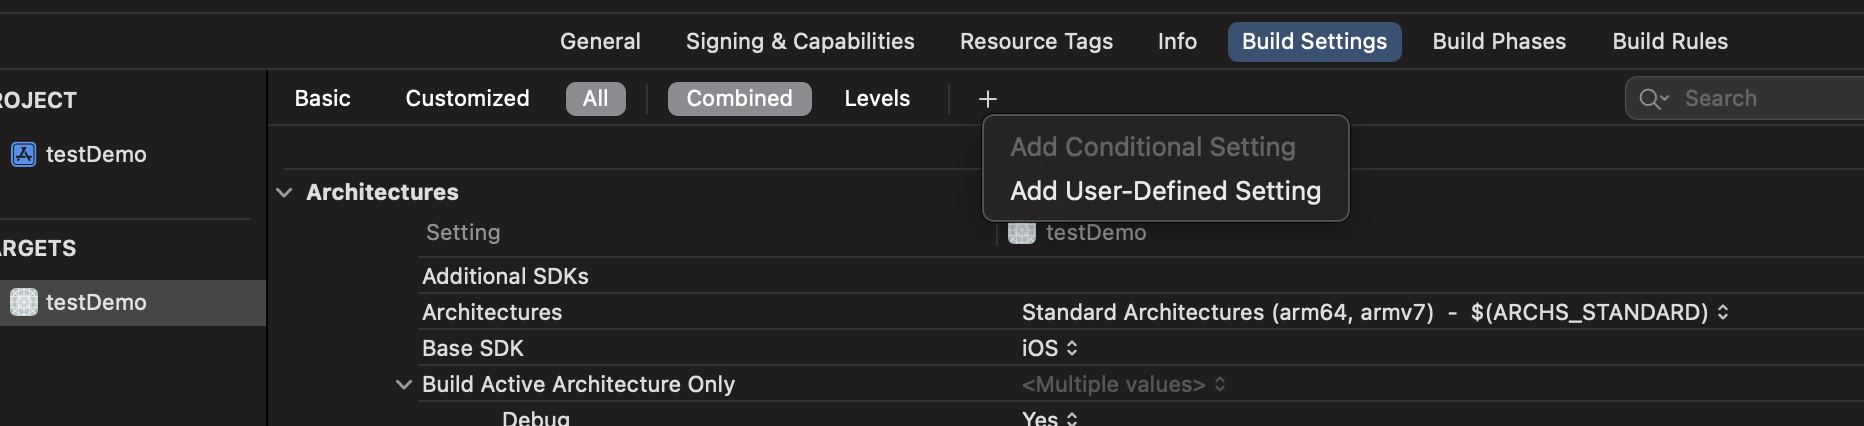 General Signing & Capabilities Resource Tags Info Build Settings Build Phases Build Rules
ROJECT
testDemo
ARGETS
testDemo
Basic Customized All Combined Levels + Search
Add Conditional Setting
Add User-Defined Setting
Architectures
Setting testDemo
Additional SDKs
Architectures Standard Architectures (arm64, armv7) - $(ARCHS_STANDARD)
Base SDK iOS
Build Active Architecture Only <Multiple values>
Debug Yes